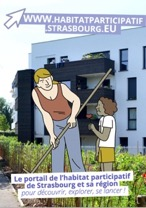 WWW.HABITATPARTICIPATIF
.STRASBOURG.EU
Le portail de l'habitat participatif
de Strasbourg et sa région
pour découvrir, explorer, se lancer !